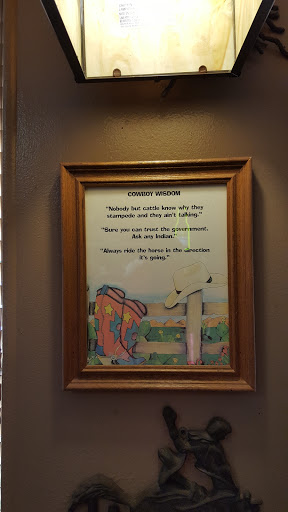 COWBOY WISDOM
"Nobody but cattle know why they
stampede and they ain't talking."
"Sure you can trust the government.
Ask any Indian."
"Always ride the horse in the direction
it's going."